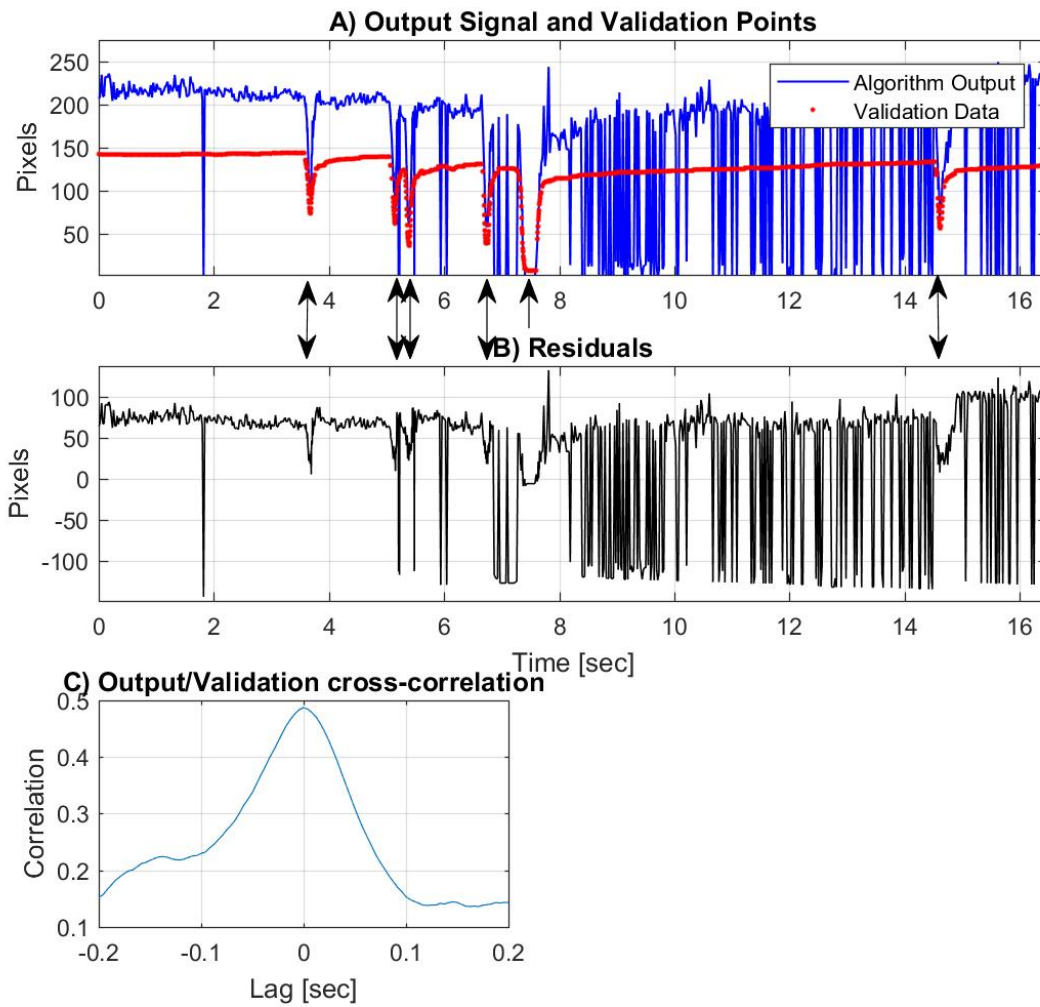 A) Output Signal and Validation Points
250
200
150
100
50
Pixels
Algorithm Output
Validation Data
0 2 4 6 8 10 12 14 16
B) Residuals
100
50
0
-50
-100
Pixels
0 2 4 6 8 10 12 14 16
Time [sec]
C) Output/Validation cross-correlation
0.5
0.4
0.3
0.2
0.1
Correlation
-0.2 -0.1 0 0.1 0.2
Lag [sec]